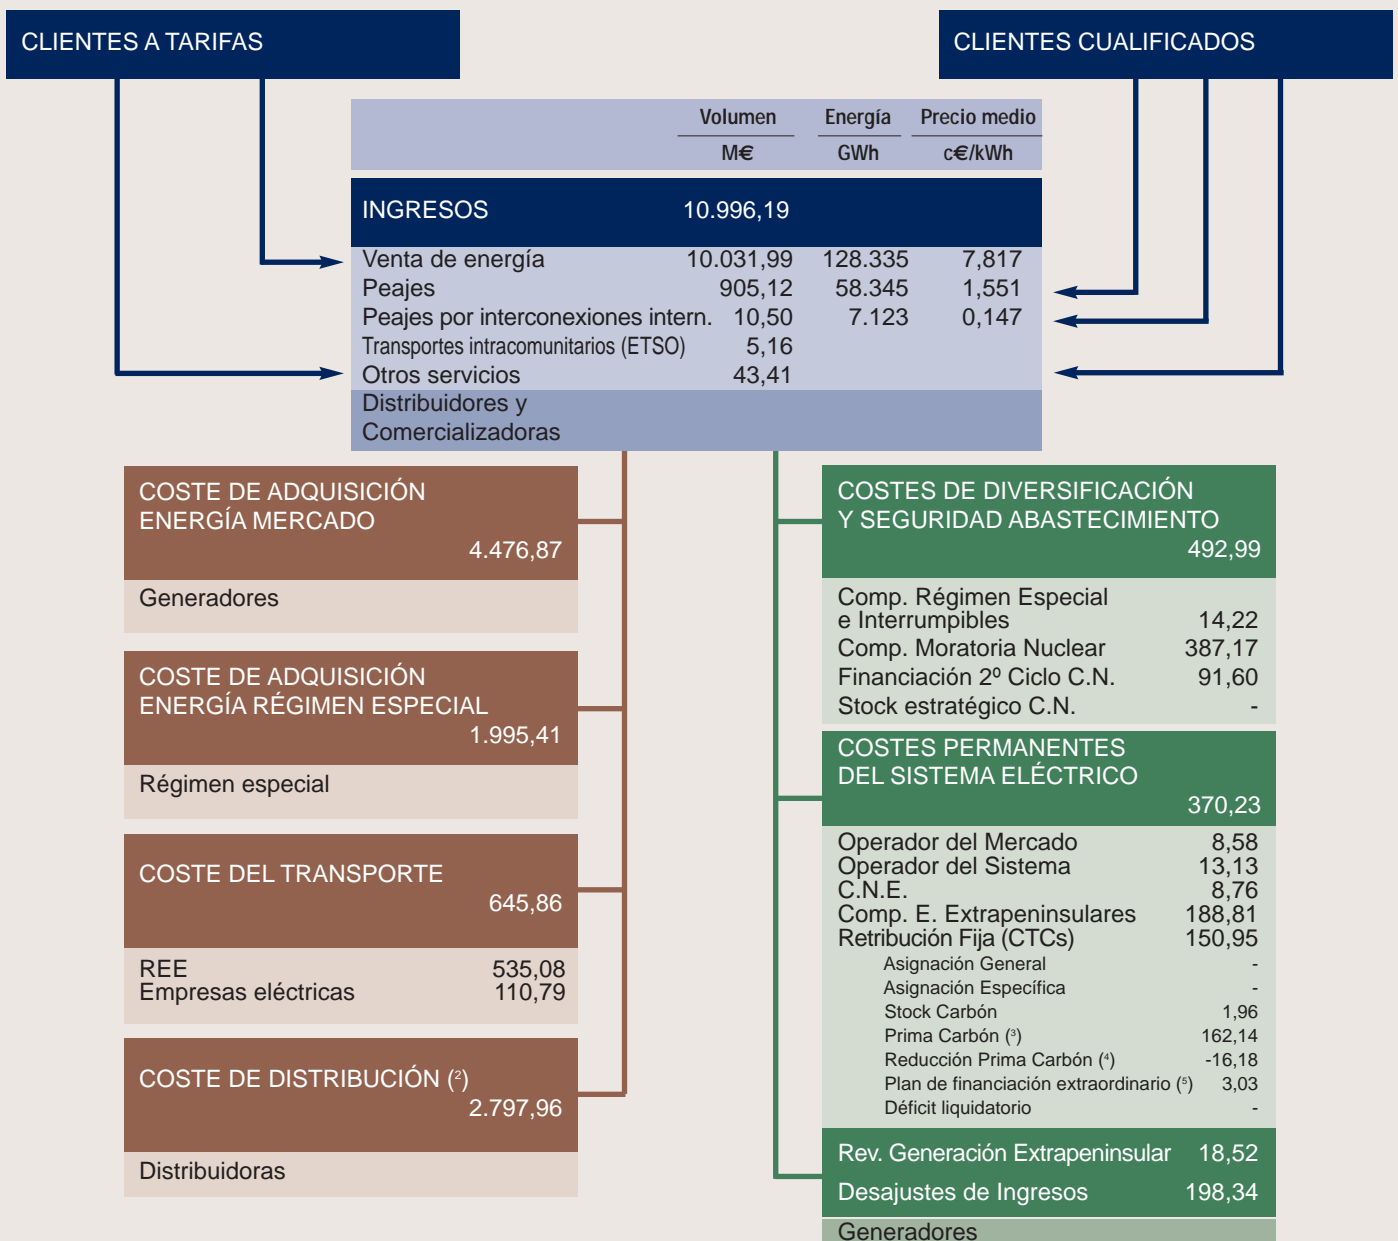 CLIENTES A TARIFAS
CLIENTES CUALIFICADOS
Volumen Energía Precio medio
M€ GWh c€/kWh
INGRESOS 10.996,19
Venta de energía 10.031,99 128.335 7,817
Peajes 905,12 58.345 1,551
Peajes por interconexiones intern. 10,50 7.123 0,147
Transportes intracomunitarios (ETSO) 5,16
Otros servicios 43,41
Distribuidores y
Comercializadoras
COSTE DE ADQUISICIÓN
ENERGÍA MERCADO
4.476,87
Generadores
COSTE DE ADQUISICIÓN
ENERGÍA RÉGIMEN ESPECIAL
1.995,41
Régimen especial
COSTE DEL TRANSPORTE
645,86
REE 535,08
Empresas eléctricas 110,79
COSTE DE DISTRIBUCIÓN (2)
2.797,96
Distribuidoras
COSTES DE DIVERSIFICACIÓN
Y SEGURIDAD ABASTECIMIENTO
492,99
Comp. Régimen Especial
e Interrumpibles 14,22
Comp. Moratoria Nuclear 387,17
Financiación 2º Ciclo C.N. 91,60
Stock estratégico C.N. -
COSTES PERMANENTES
DEL SISTEMA ELÉCTRICO
370,23
Operador del Mercado 8,58
Operador del Sistema 13,13
C.N.E. 8,76
Comp. E. Extrapeninsulares 188,81
Retribución Fija (CTCs) 150,95
Asignación General -
Asignación Específica -
Stock Carbón 1,96
Prima Carbón (3) 162,14
Reducción Prima Carbón (4) -16,18
Plan de financiación extraordinario (5) 3,03
Déficit liquidatorio -
Rev. Generación Extrapeninsular 18,52
Desajustes de Ingresos 198,34
Generadores